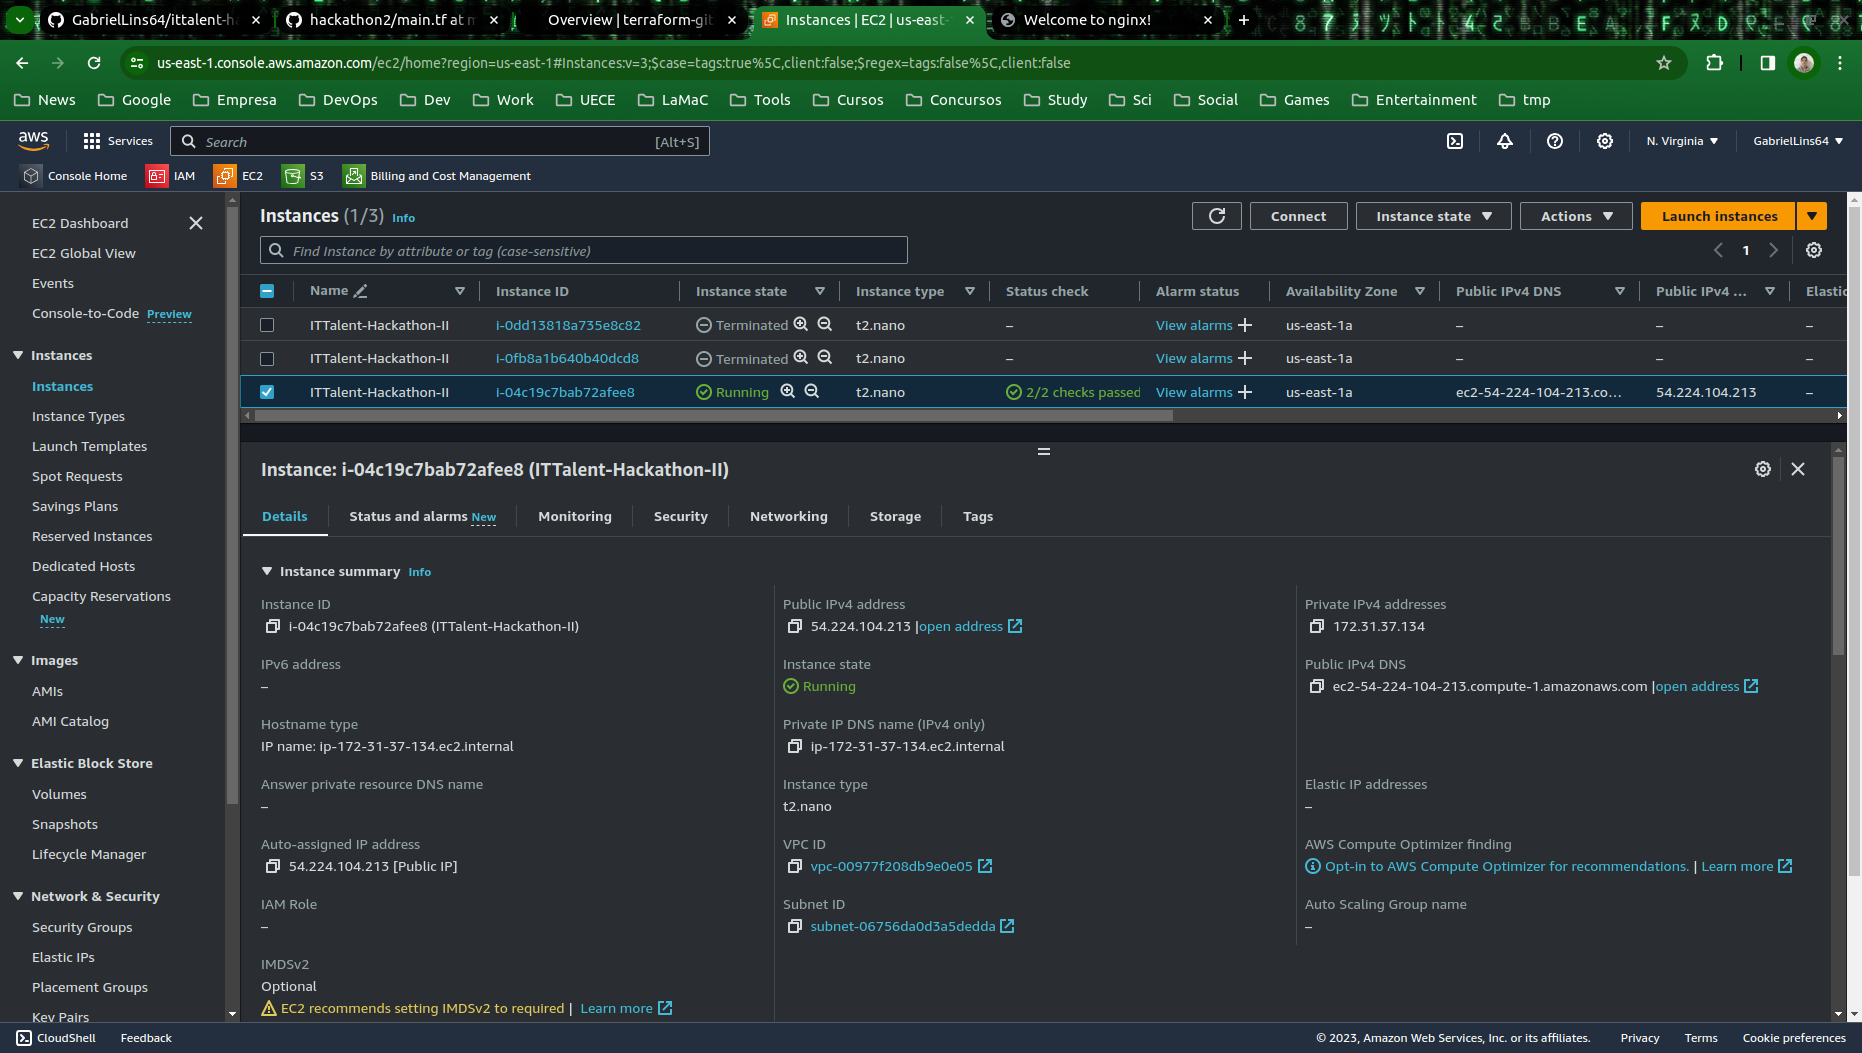 GabrielLins64/ittalent-ha
hackathon2/main.tf at m
Overview | terraform-git
Instances | EC2 | us-east-
Welcome to nginx!
us-east-1.console.aws.amazon.com/ec2/home?region=us-east-1#Instances:v=3;$case=tags:true%5C,client:false;$regex=tags:false%5C,client:false
News Google Empresa DevOps Dev Work UECE LaMaC Tools Cursos Concursos Study Sci Social Games Entertainment tmp
aws Services Search [Alt+S] N. Virginia GabrielLins64
Console Home IAM EC2 S3 Billing and Cost Management
EC2 Dashboard
EC2 Global View
Events
Console-to-Code Preview
Instances
Instances
Instance Types
Launch Templates
Spot Requests
Savings Plans
Reserved Instances
Dedicated Hosts
Capacity Reservations
New
Images
AMIs
AMI Catalog
Elastic Block Store
Volumes
Snapshots
Lifecycle Manager
Network & Security
Security Groups
Elastic IPs
Placement Groups
Key Pairs
Instances (1/3) Info
Connect Instance state Actions Launch instances
Find Instance by attribute or tag (case-sensitive)
1
Name Instance ID Instance state Instance type Status check Alarm status Availability Zone Public IPv4 DNS Public IPv4 ... Elastic
ITTalent-Hackathon-II i-0dd13818a735e8c82 Terminated t2.nano – View alarms us-east-1a – – –
ITTalent-Hackathon-II i-0fb8a1b640b40dcd8 Terminated t2.nano – View alarms us-east-1a – – –
ITTalent-Hackathon-II i-04c19c7bab72afee8 Running t2.nano 2/2 checks passed View alarms us-east-1a ec2-54-224-104-213.co... 54.224.104.213 –
Instance: i-04c19c7bab72afee8 (ITTalent-Hackathon-II)
Details Status and alarms New Monitoring Security Networking Storage Tags
Instance summary Info
Instance ID
i-04c19c7bab72afee8 (ITTalent-Hackathon-II)
Public IPv4 address
54.224.104.213 |open address
Private IPv4 addresses
172.31.37.134
IPv6 address
–
Instance state
Running
Public IPv4 DNS
ec2-54-224-104-213.compute-1.amazonaws.com |open address
Hostname type
IP name: ip-172-31-37-134.ec2.internal
Private IP DNS name (IPv4 only)
ip-172-31-37-134.ec2.internal
Answer private resource DNS name
–
Instance type
t2.nano
Elastic IP addresses
–
Auto-assigned IP address
54.224.104.213 [Public IP]
VPC ID
vpc-00977f208db9e0e05
AWS Compute Optimizer finding
Opt-in to AWS Compute Optimizer for recommendations. | Learn more
IAM Role
–
Subnet ID
subnet-06756da0d3a5dedda
Auto Scaling Group name
–
IMDSv2
Optional
EC2 recommends setting IMDSv2 to required | Learn more
CloudShell Feedback © 2023, Amazon Web Services, Inc. or its affiliates. Privacy Terms Cookie preferences